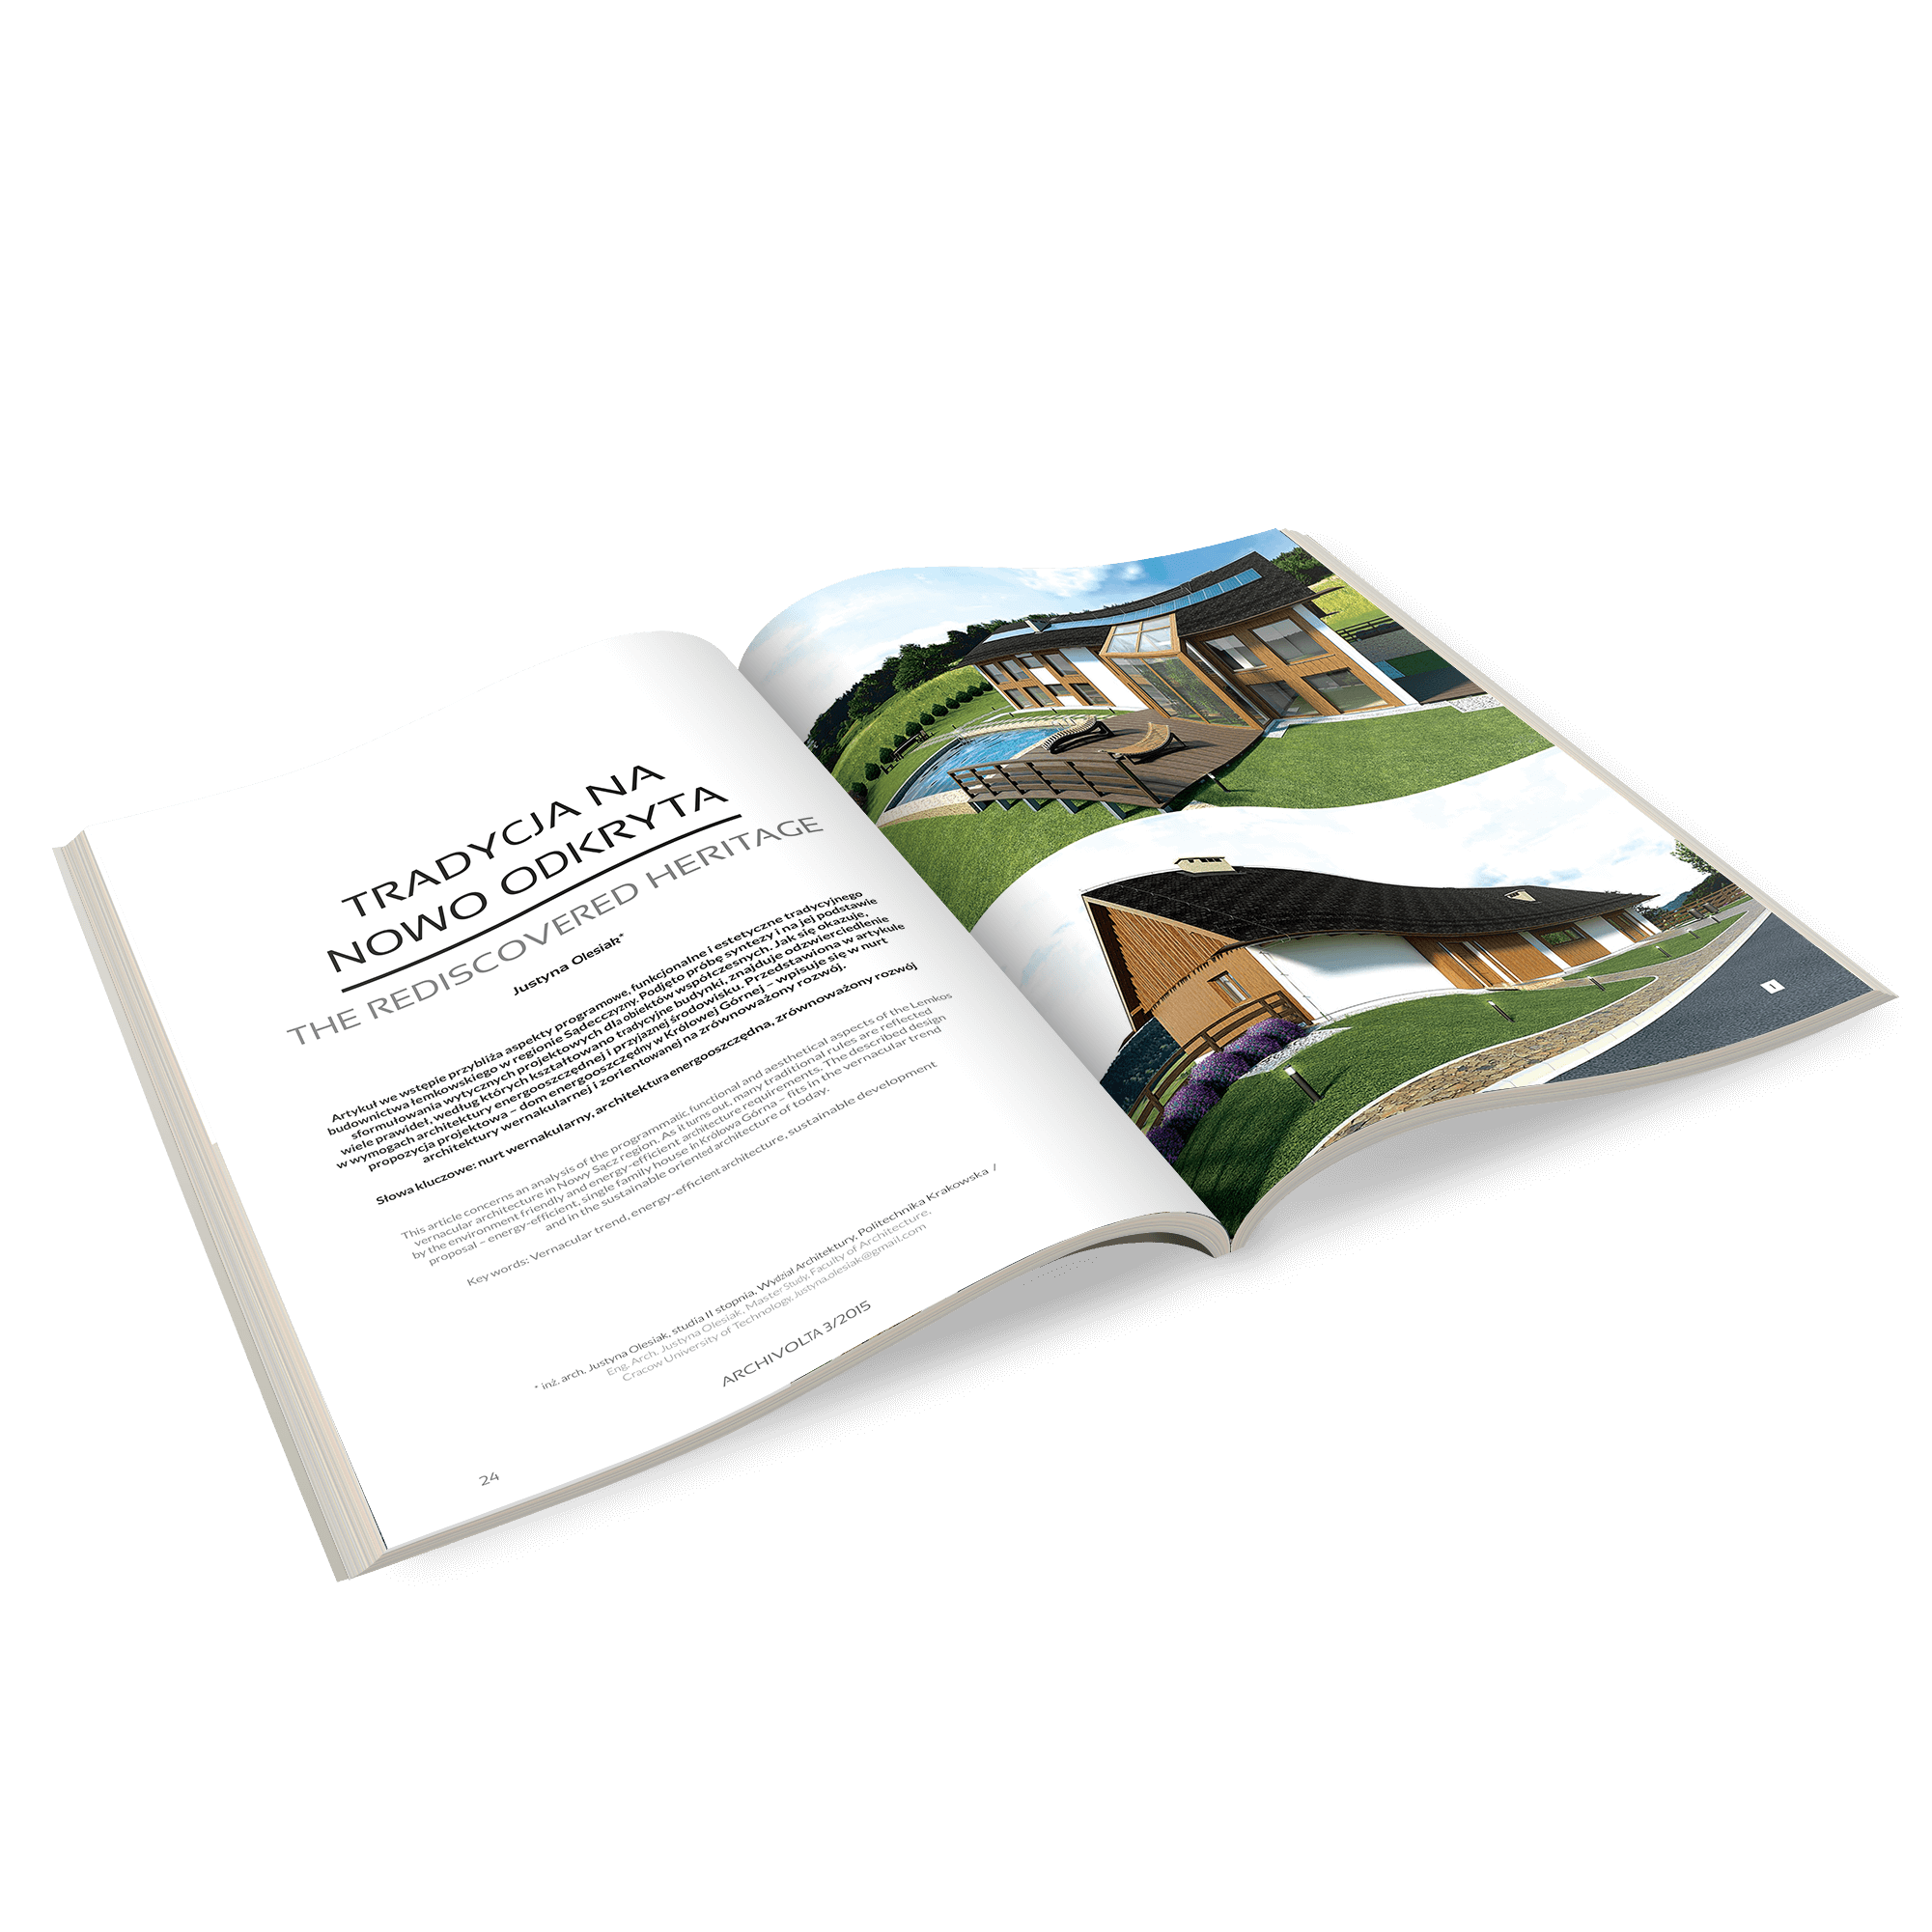 TRADYCJA NA
NOWO ODKRYTA
THE REDISCOVERED HERITAGE
Justyna Olesiak*
Artykuł we wstępie przybliża aspekty programowe, funkcjonalne i estetyczne tradycyjnego
budownictwa łemkowskiego w regionie Sądecczyzny. Podjęto próbę syntezy i na jej podstawie
sformułowania wytycznych projektowych dla obiektów współczesnych. Jak się okazuje,
wiele prawideł, według których kształtowano tradycyjne budynki, znajduje odzwierciedlenie
w wymogach architektury energooszczędnej i przyjaznej środowisku. Przedstawiona w artykule
propozycja projektowa – dom energooszczędny w Królowej Górnej – wpisuje się w nurt
architektury wernakularnej i zorientowanej na zrównoważony rozwój.
Słowa kluczowe: nurt wernakularny, architektura energooszczędna, zrównoważony rozwój
This article concerns an analysis of the programmatic, functional and aesthetical aspects of the Lemkos
vernacular architecture in Nowy Sącz region. As it turns out, many traditional rules are reflected
by the environment friendly and energy-efficient architecture requirements. The described design
proposal – energy-efficient, single family house in Królowa Górna – fits in the vernacular trend
and in the sustainable oriented architecture of today.
Key words: Vernacular trend, energy-efficient architecture, sustainable development
* inż. arch. Justyna Olesiak, studia II stopnia, Wydział Architektury, Politechnika Krakowska /
Eng. Arch. Justyna Olesiak, Master Study, Faculty of Architecture,
Cracow University of Technology, Justyna.olesiak@gmail.com
ARCHIVOLTA 3/2015
24
1